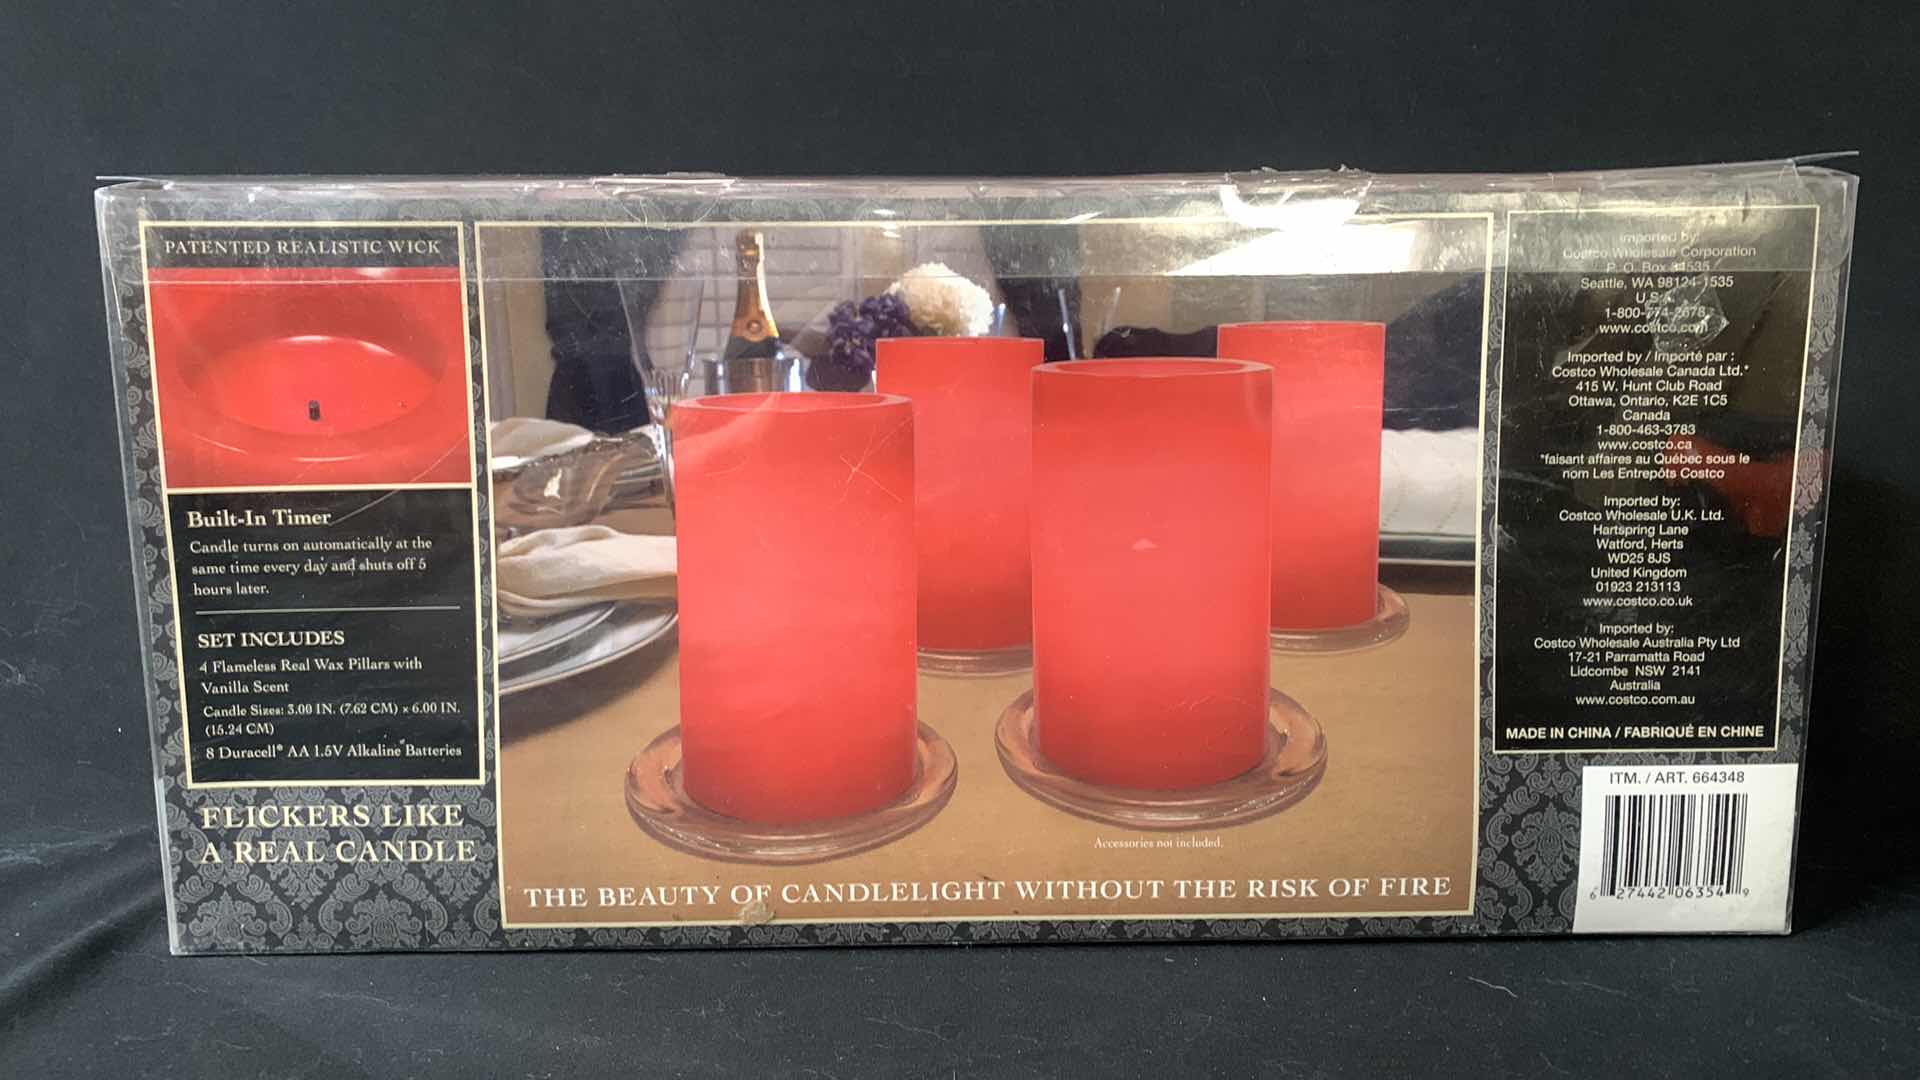 PATENTED REALISTIC WICK
Built-In Timer
Candle turns on automatically at the
same time every day and shuts off 5
hours later.
SET INCLUDES
4 Flameless Real Wax Pillars with
Vanilla Scent
Candle Sizes: 3.00 IN. (7.62 CM) x 6.00 IN.
(15.24 CM)
8 Duracell® AA 1.5V Alkaline Batteries
FLICKERS LIKE
A REAL CANDLE
Accessories not included.
THE BEAUTY OF CANDLELIGHT WITHOUT THE RISK OF FIRE
Imported by:
Costco Wholesale Corporation
P. O. Box 34535
Seattle, WA 98124-1535
U.S.A.
1-800-774-2678
www.costco.com
Imported by / Importé par :
Costco Wholesale Canada Ltd.*
415 W. Hunt Club Road
Ottawa, Ontario, K2E 1C5
Canada
1-800-463-3783
www.costco.ca
*faisant affaires au Québec sous le
nom Les Entrepôts Costco
Imported by:
Costco Wholesale U.K. Ltd.
Hartspring Lane
Watford, Herts
WD25 8JS
United Kingdom
01923 213113
www.costco.co.uk
Imported by:
Costco Wholesale Australia Pty Ltd
17-21 Parramatta Road
Lidcombe NSW 2141
Australia
www.costco.com.au
MADE IN CHINA / FABRIQUÉ EN CHINE
ITM. / ART. 664348
6 27442 06354 9